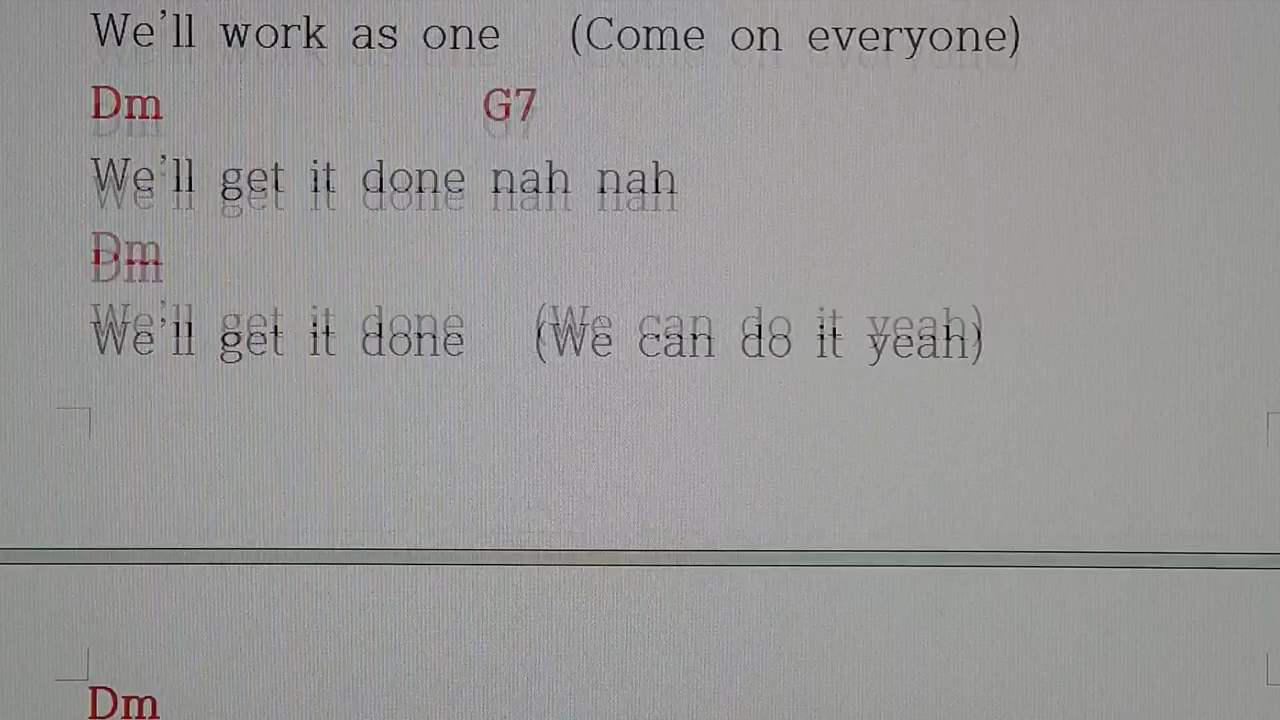 We'll work as one (Come on everyone)
Dm G7
We'll get it done nah nah
Dm
We'll get it done (We can do it yeah)
Dm